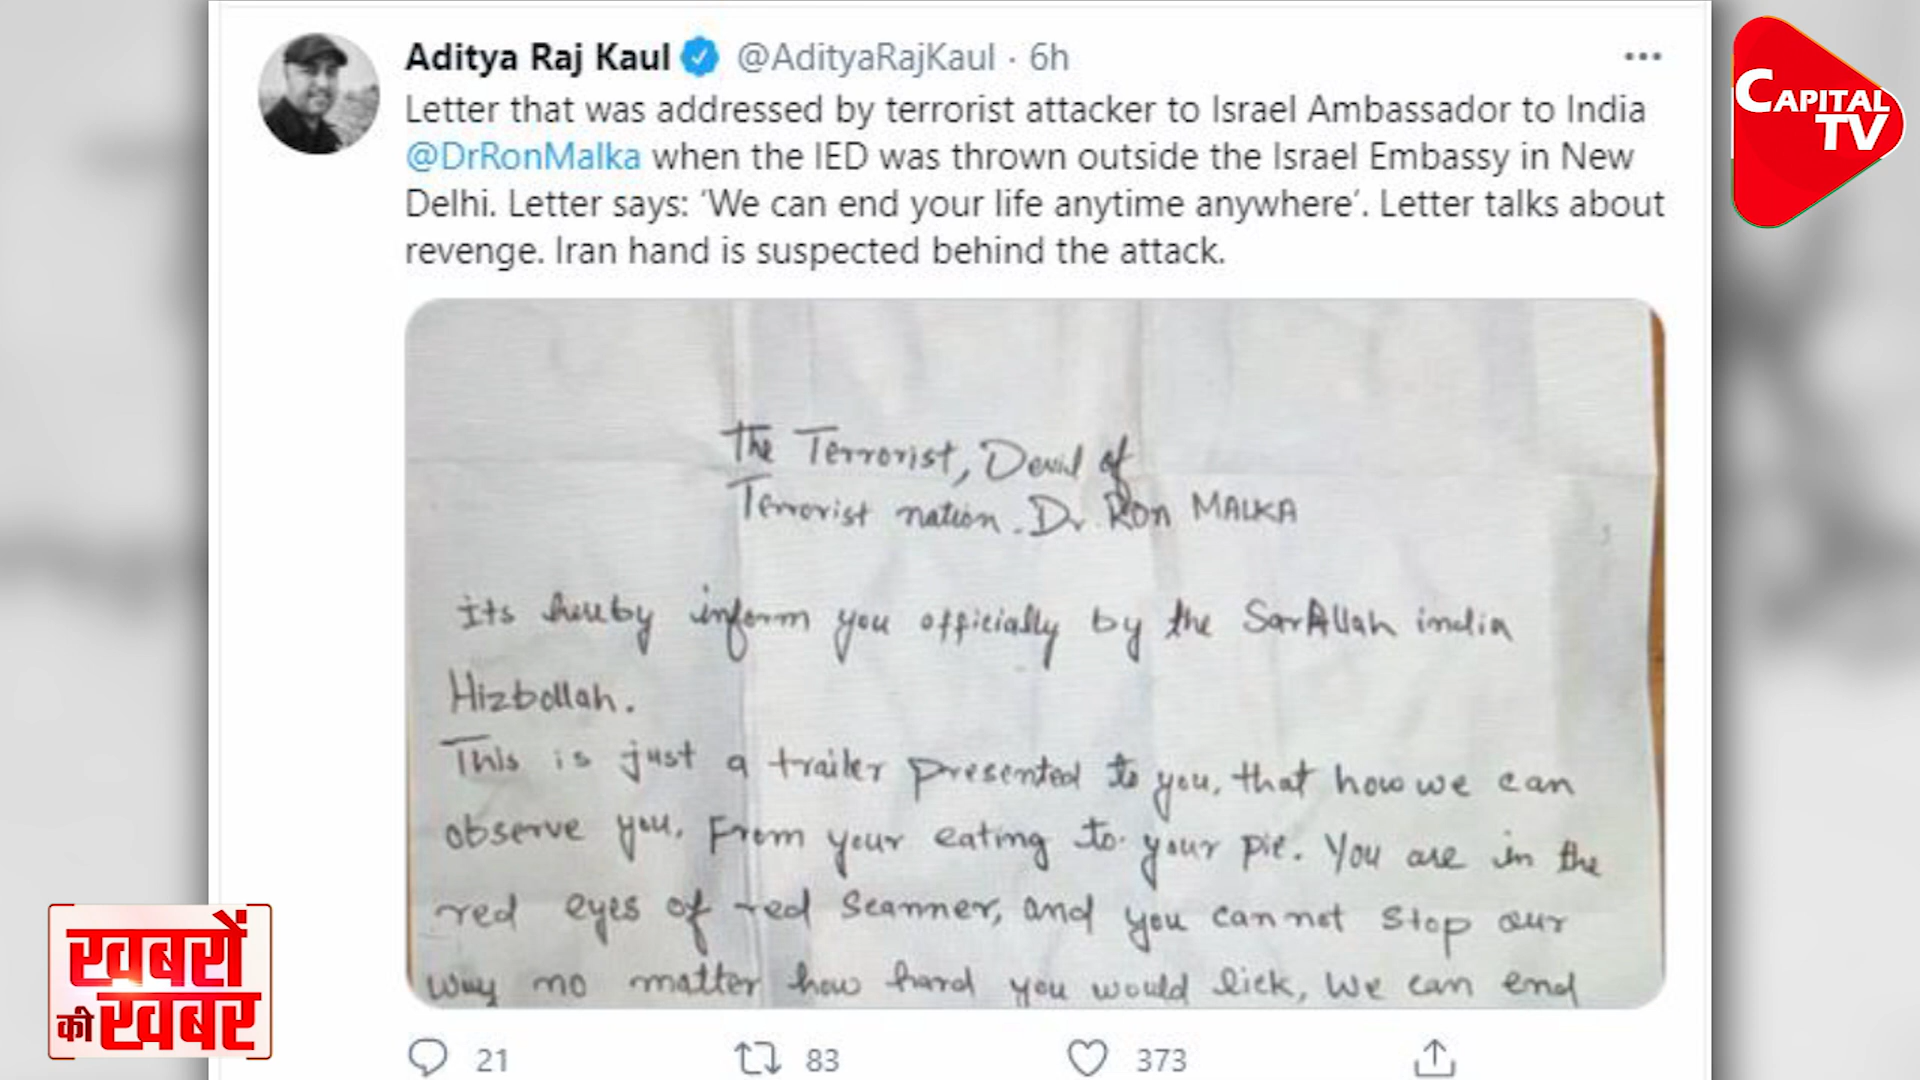 Aditya Raj Kaul @AdityaRajKaul · 6h
Letter that was addressed by terrorist attacker to Israel Ambassador to India
@DrRonMalka when the IED was thrown outside the Israel Embassy in New
Delhi. Letter says: ‘We can end your life anytime anywhere’. Letter talks about
revenge. Iran hand is suspected behind the attack.
The Terrorist, Devil of
Terrorist nation. Dr. Ron MALKA
Its hereby inform you officially by the SarAllah india
Hizbollah.
This is just a trailer presented to you, that how we can
observe you, From your eating to your pie. You are in the
red eyes of red Scanner, and you can not stop our
way no matter how hard you would lick, We can end
21 83 373
CAPITAL
TV
खबरों
की खबर